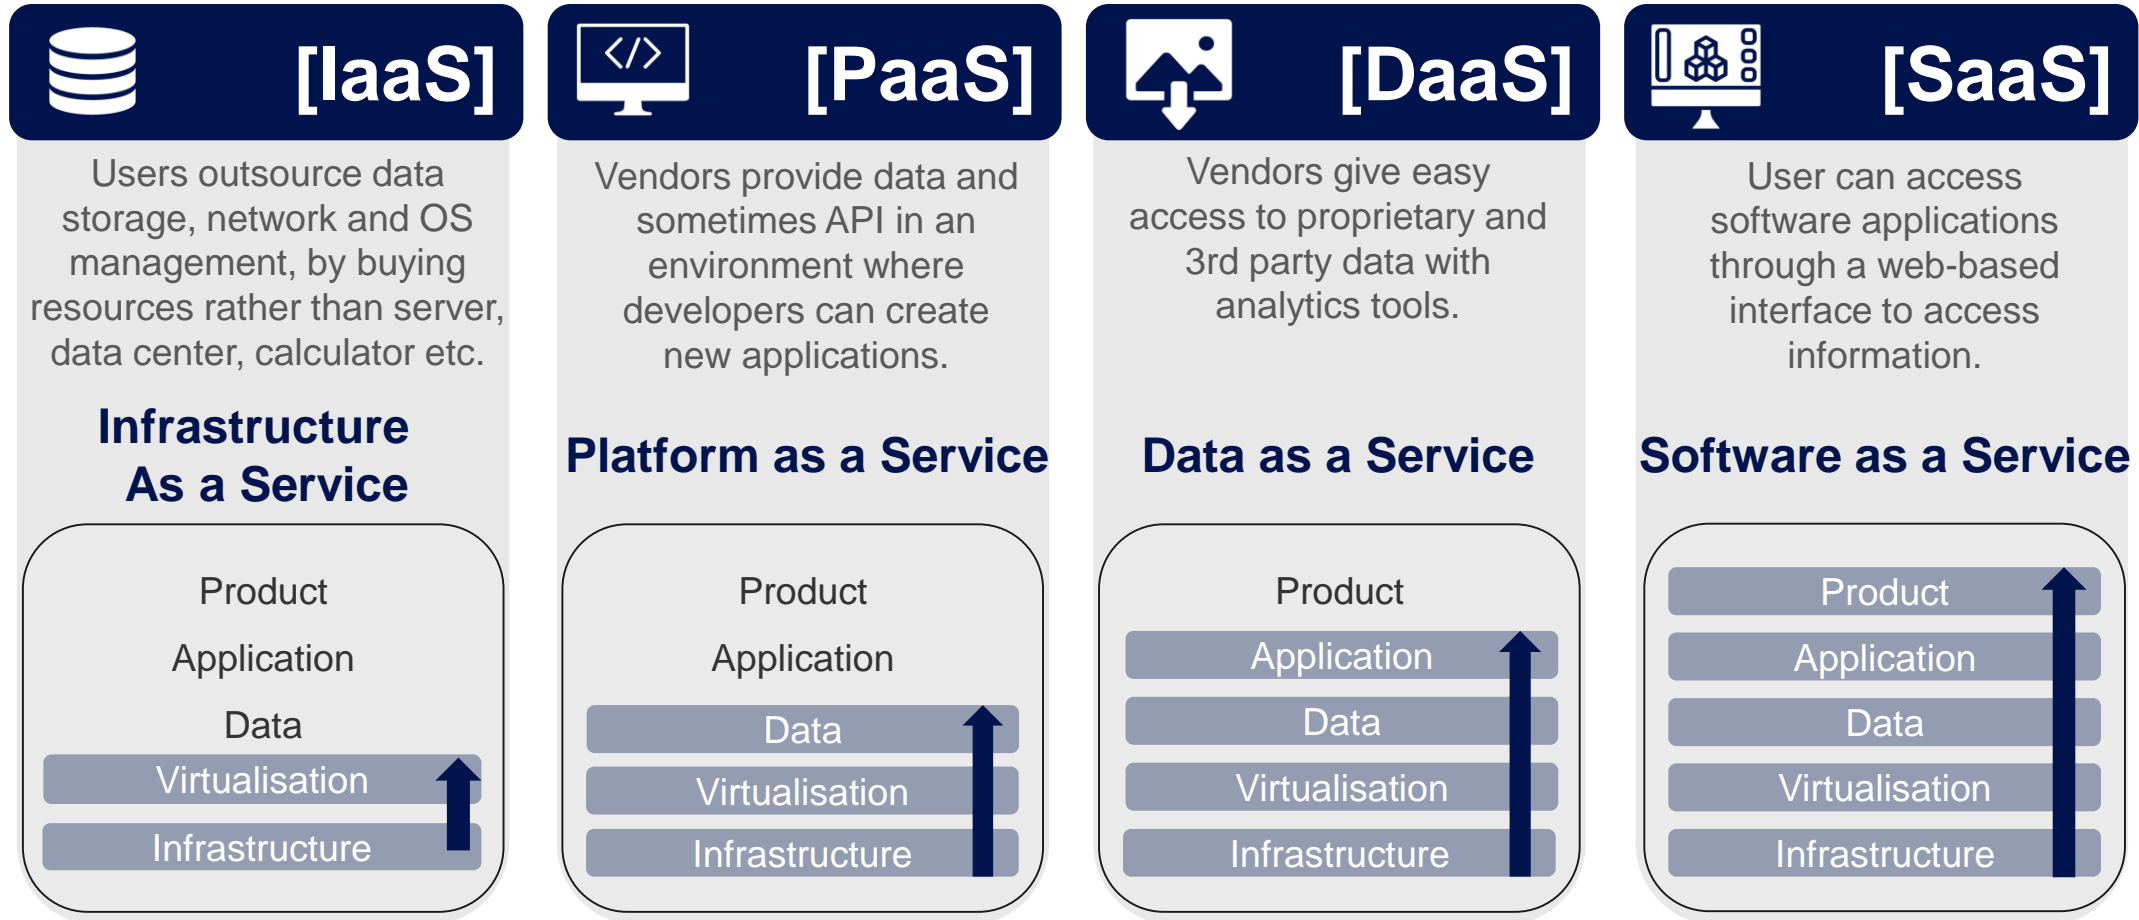 [IaaS]
Users outsource data
storage, network and OS
management, by buying
resources rather than server,
data center, calculator etc.
Infrastructure
As a Service
Product
Application
Data
Virtualisation
Infrastructure
</>
[PaaS]
Vendors provide data and
sometimes API in an
environment where
developers can create
new applications.
Platform as a Service
Product
Application
Data
Virtualisation
Infrastructure
[DaaS]
Vendors give easy
access to proprietary and
3rd party data with
analytics tools.
Data as a Service
Product
Application
Data
Virtualisation
Infrastructure
[SaaS]
User can access
software applications
through a web-based
interface to access
information.
Software as a Service
Product
Application
Data
Virtualisation
Infrastructure